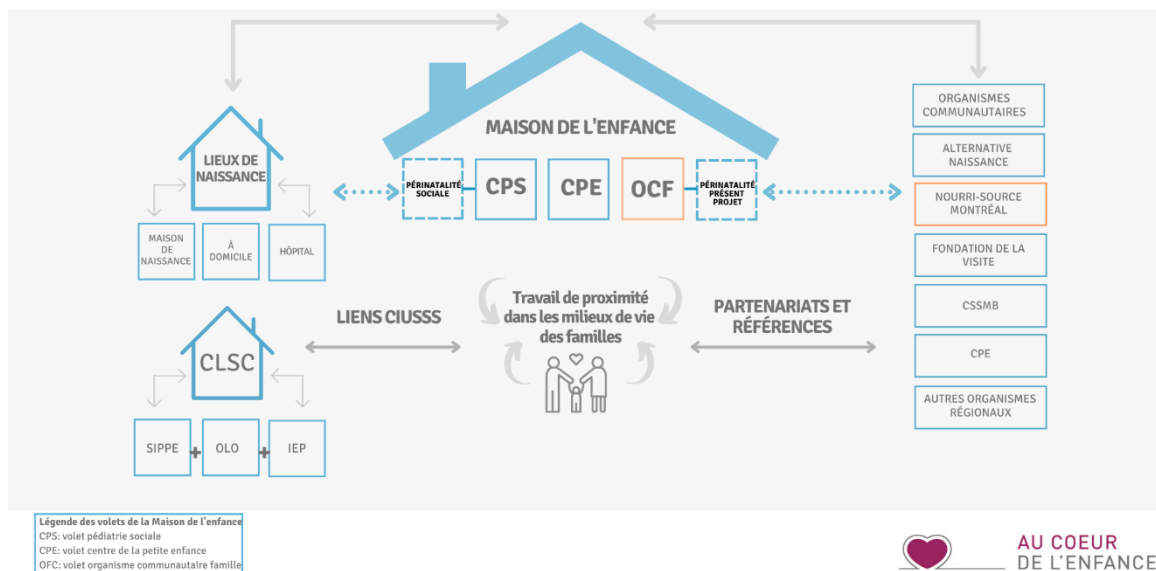 MAISON DE L'ENFANCE
PÉRINATALITÉ
SOCIALE
CPS
CPE
OCF
PÉRINATALITÉ
PRÉSENT
PROJET
LIEUX DE
NAISSANCE
MAISON
DE
NAISSANCE
À
DOMICILE
HÔPITAL
CLSC
SIPPE
+
OLO
+
IEP
LIENS CIUSSS
Travail de proximité
dans les milieux de vie
des familles
PARTENARIATS ET
RÉFÉRENCES
ORGANISMES
COMMUNAUTAIRES
ALTERNATIVE
NAISSANCE
NOURRI-SOURCE
MONTRÉAL
FONDATION DE LA
VISITE
CSSMB
CPE
AUTRES ORGANISMES
RÉGIONAUX
Légende des volets de la Maison de l'enfance
CPS: volet pédiatrie sociale
CPE: volet centre de la petite enfance
OFC: volet organisme communautaire famille
AU COEUR
DE L'ENFANCE